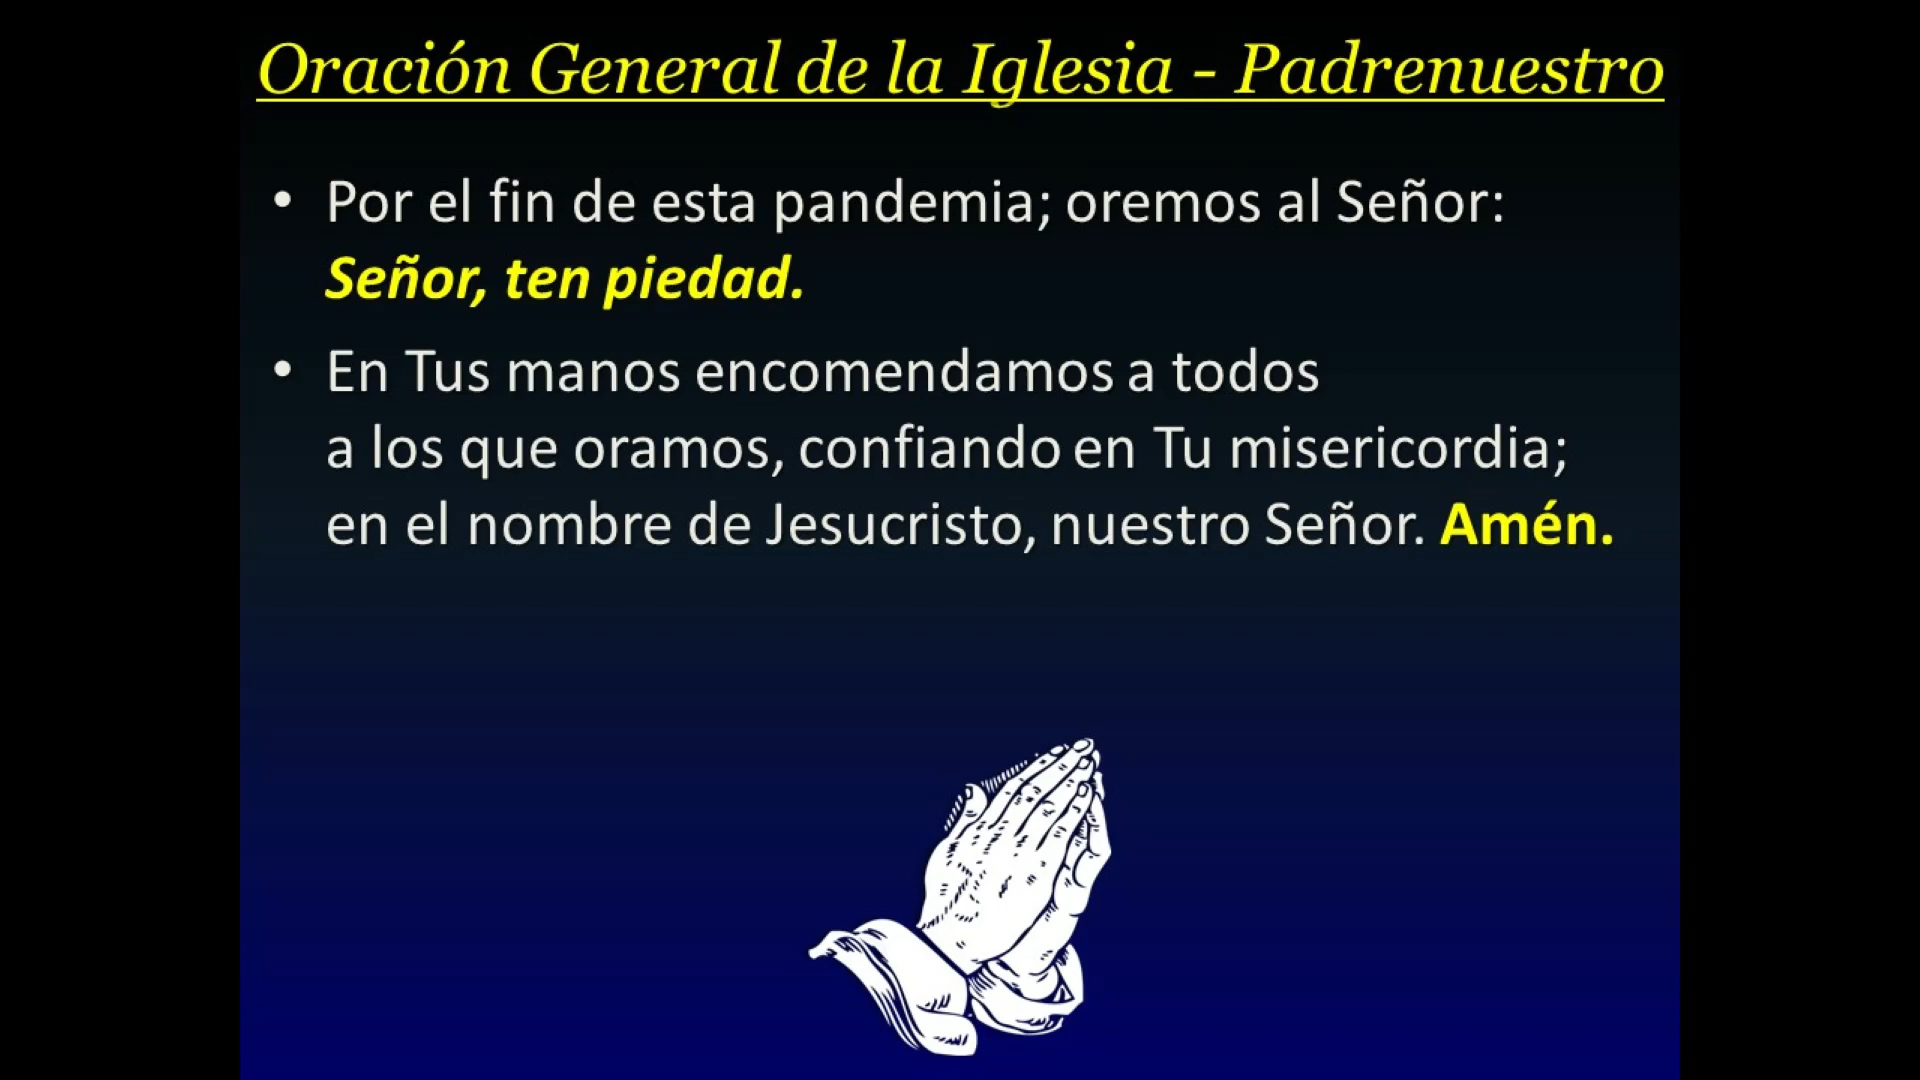 Oración General de la Iglesia - Padrenuestro
• Por el fin de esta pandemia; oremos al Señor:
Señor, ten piedad.
• En Tus manos encomendamos a todos
a los que oramos, confiando en Tu misericordia;
en el nombre de Jesucristo, nuestro Señor. Amén.